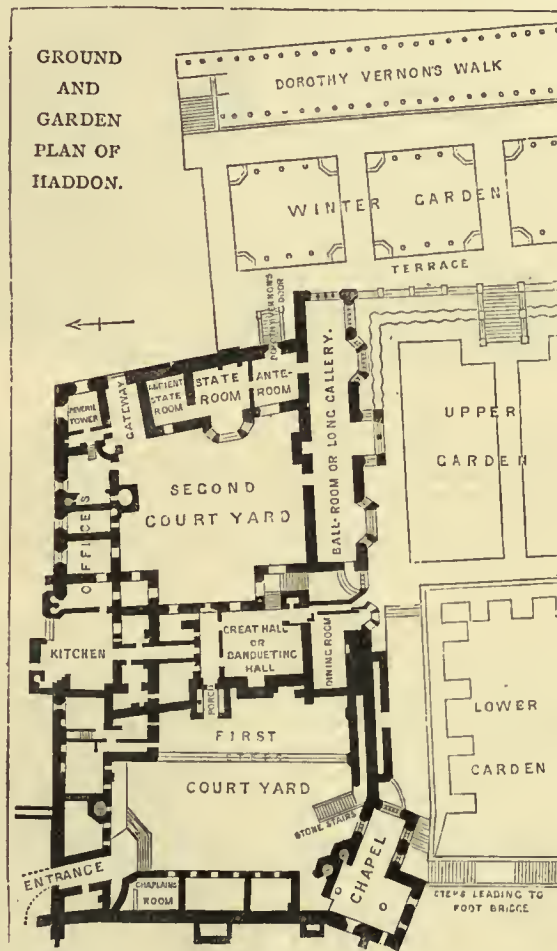 GROUND
AND
GARDEN
PLAN OF
HADDON.
DOROTHY VERNON'S WALK
WINTER GARDEN
TERRACE
DOROTHY VERNON'S
DOOR
PEVERIL
TOWER
GATEWAY
ANCIENT
STATE
ROOM
STATE
ROOM
ANTE-
ROOM
BALL-ROOM OR LONG GALLERY.
UPPER
GARDEN
SECOND
COURT YARD
OFFICES
KITCHEN
GREAT HALL
OR
BANQUETING
HALL
DINING ROOM
PORCH
LOWER
GARDEN
FIRST
STEPS
COURT YARD
STONE STAIRS
CHAPEL
ENTRANCE
CHAPLAINS
ROOM
STEPS LEADING TO
FOOT BRIDGE